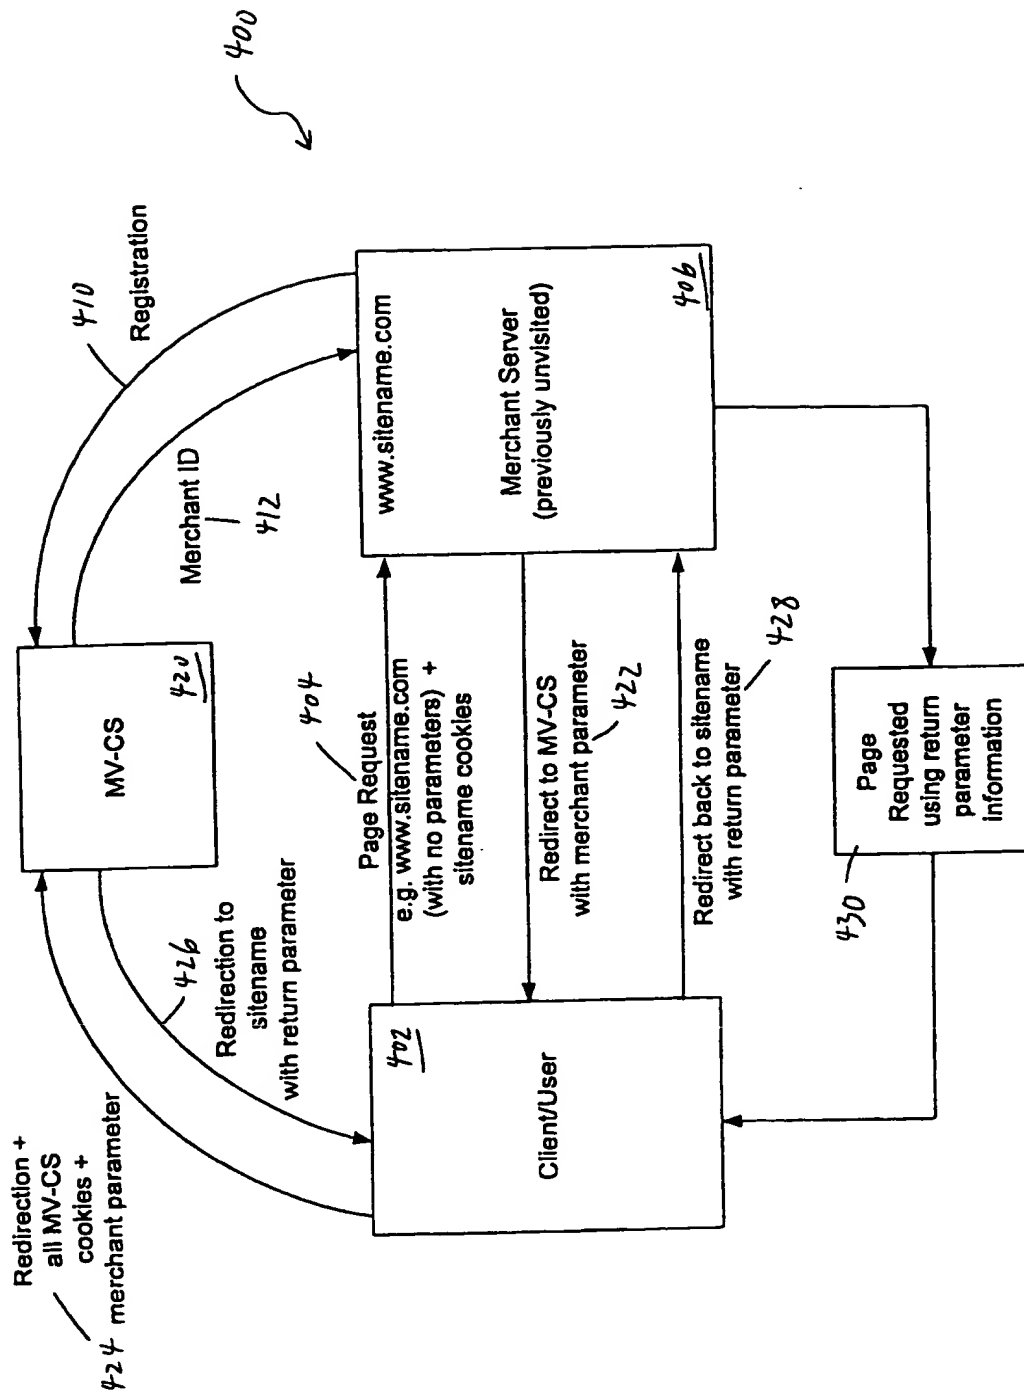 400
410
Registration
Merchant ID
412
MV-CS
420
Redirection +
all MV-CS
cookies +
424 merchant parameter
426
Redirection to
sitename
with return parameter
404
Page Request
e.g. www.sitename.com
(with no parameters) +
sitename cookies
www.sitename.com
Merchant Server
(previously unvisited)
406
Redirect to MV-CS
with merchant parameter
422
402
Client/User
Redirect back to sitename
with return parameter
428
Page
Requested
using return
parameter
information
430